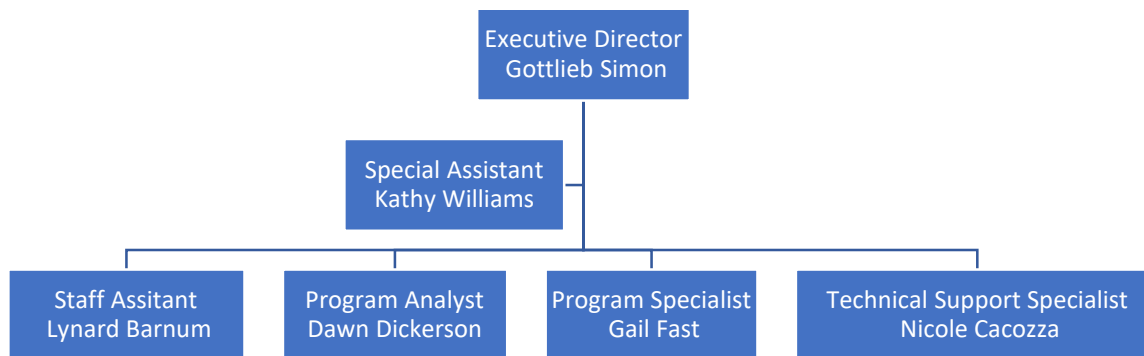 Executive Director
Gottlieb Simon
Special Assistant
Kathy Williams
Staff Assitant
Lynard Barnum
Program Analyst
Dawn Dickerson
Program Specialist
Gail Fast
Technical Support Specialist
Nicole Cacozza